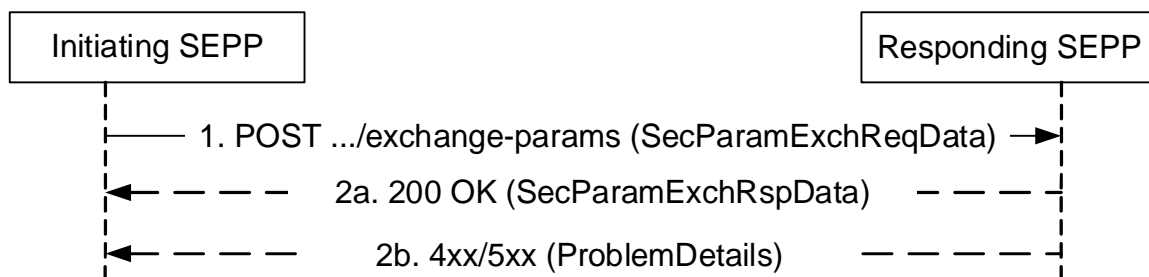 Initiating SEPP
Responding SEPP
1. POST .../exchange-params (SecParamExchReqData)
2a. 200 OK (SecParamExchRspData)
2b. 4xx/5xx (ProblemDetails)